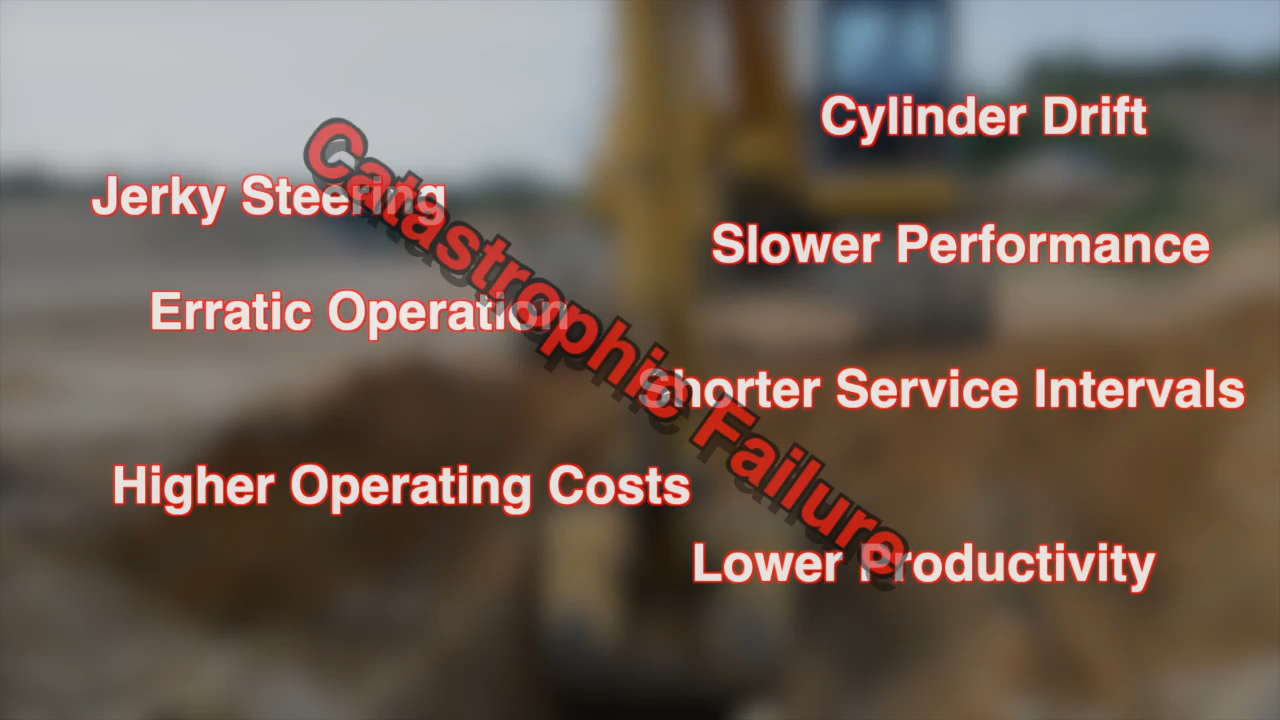 Cylinder Drift
Jerky Steering
Slower Performance
Erratic Operation
Catastrophic Failure
Shorter Service Intervals
Higher Operating Costs
Lower Productivity